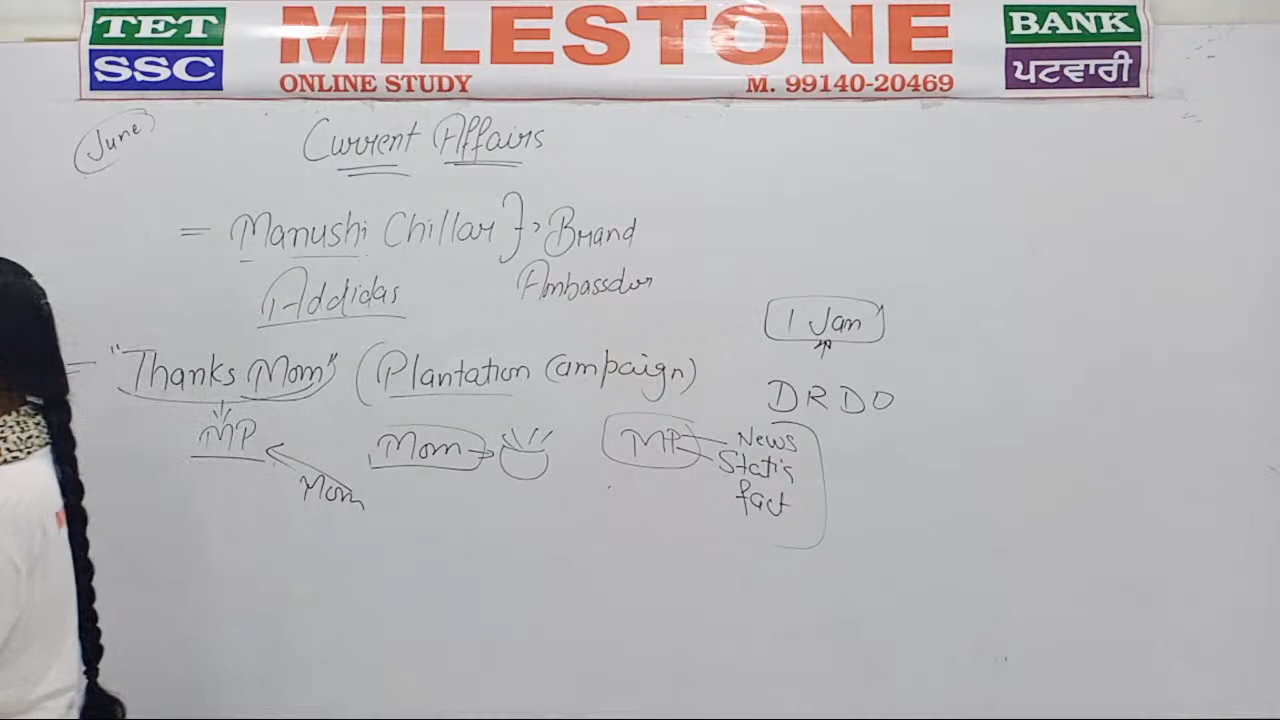 TET
SSC
MILESTONE
ONLINE STUDY M. 99140-20469
BANK
ਪਟਵਾਰੀ
June
Current Affairs
= Manushi Chillar } Brand
Addidas Ambassdor
1 Jan
= "Thanks Mom" (Plantation Campaign)
DRDO
MP Mom MP News
Static
Mom fact